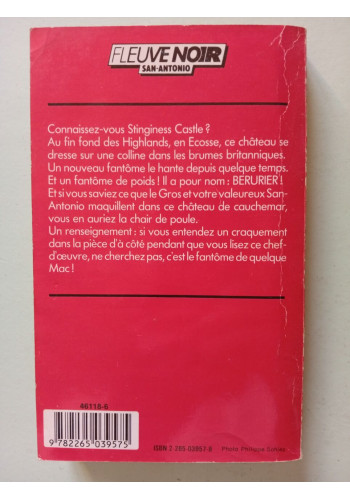 FLEUVE NOIR
SAN-ANTONIO
Connaissez-vous Stinginess Castle ?
Au fin fond des Highlands, en Ecosse, ce château se
dresse sur une colline dans les brumes britanniques.
Un nouveau fantôme le hante depuis quelque temps.
Et un fantôme de poids ! Il a pour nom : BERURIER !
Et si vous saviez ce que le Gros et votre valeureux San-
Antonio maquillent dans ce château de cauchemar,
vous en auriez la chair de poule.
Un renseignement : si vous entendez un craquement
dans la pièce d'à côté pendant que vous lisez ce chef-
d'œuvre, ne cherchez pas, c'est le fantôme de quelque
Mac !
46118-6
9 782265 039575
ISBN 2-265-03957-8
Photo Philippe